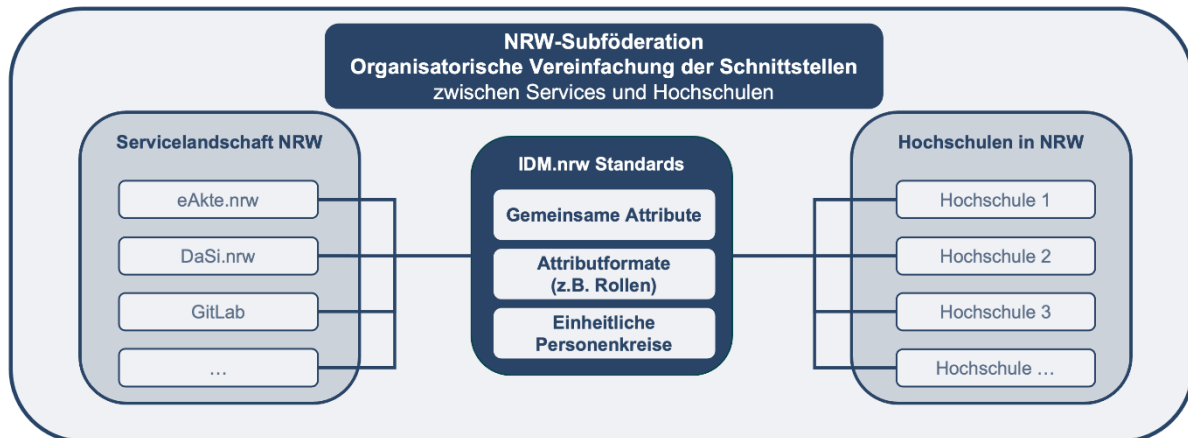 NRW-Subföderation
Organisatorische Vereinfachung der Schnittstellen
zwischen Services und Hochschulen
Servicelandschaft NRW
eAkte.nrw
DaSi.nrw
GitLab
…
IDM.nrw Standards
Gemeinsame Attribute
Attributformate
(z.B. Rollen)
Einheitliche
Personenkreise
Hochschulen in NRW
Hochschule 1
Hochschule 2
Hochschule 3
Hochschule …